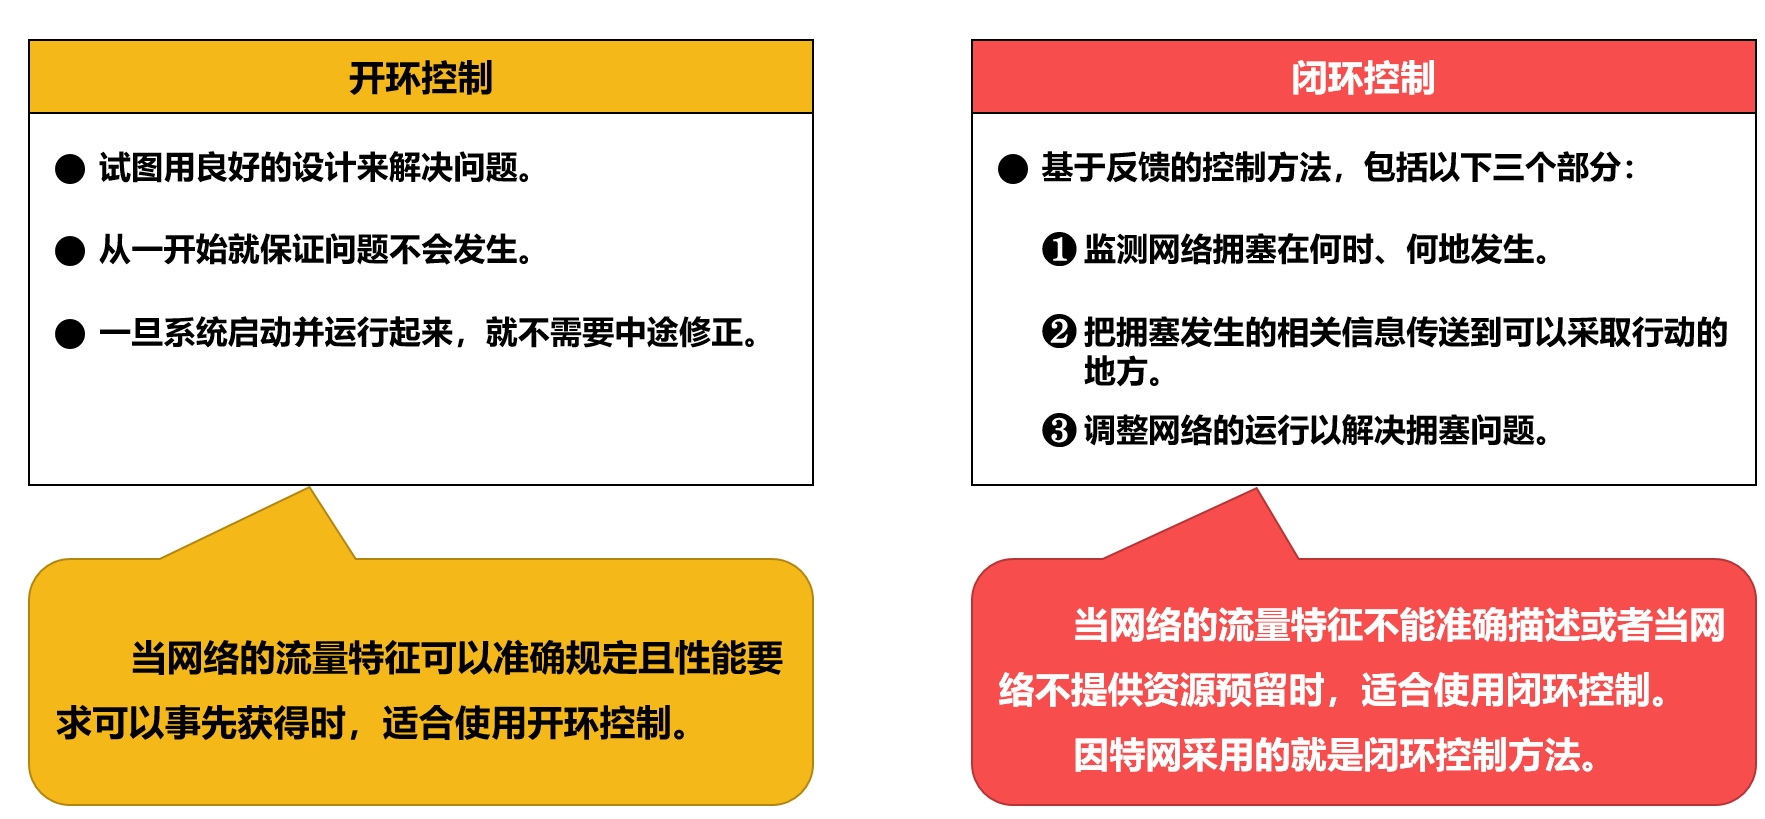 开环控制
● 试图用良好的设计来解决问题。
● 从一开始就保证问题不会发生。
● 一旦系统启动并运行起来，就不需要中途修正。
当网络的流量特征可以准确规定且性能要
求可以事先获得时，适合使用开环控制。
闭环控制
● 基于反馈的控制方法，包括以下三个部分：
❶ 监测网络拥塞在何时、何地发生。
❷ 把拥塞发生的相关信息传送到可以采取行动的
地方。
❸ 调整网络的运行以解决拥塞问题。
当网络的流量特征不能准确描述或者当网
络不提供资源预留时，适合使用闭环控制。
因特网采用的就是闭环控制方法。